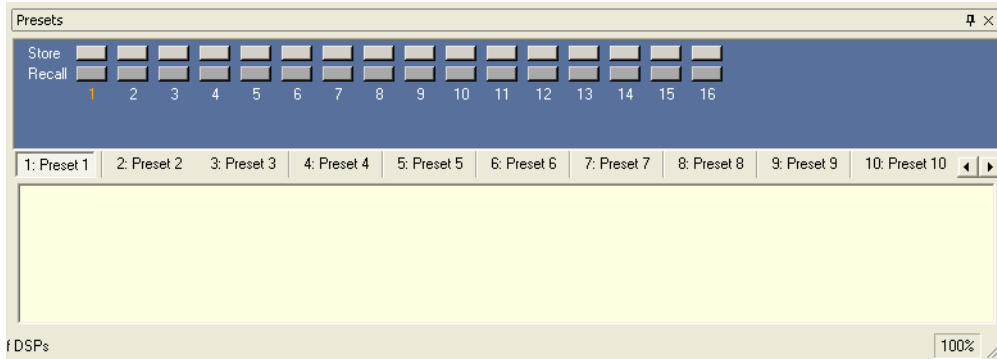 Presets
Store
Recall
1 2 3 4 5 6 7 8 9 10 11 12 13 14 15 16
1: Preset 1 2: Preset 2 3: Preset 3 4: Preset 4 5: Preset 5 6: Preset 6 7: Preset 7 8: Preset 8 9: Preset 9 10: Preset 10
f DSPs 100%